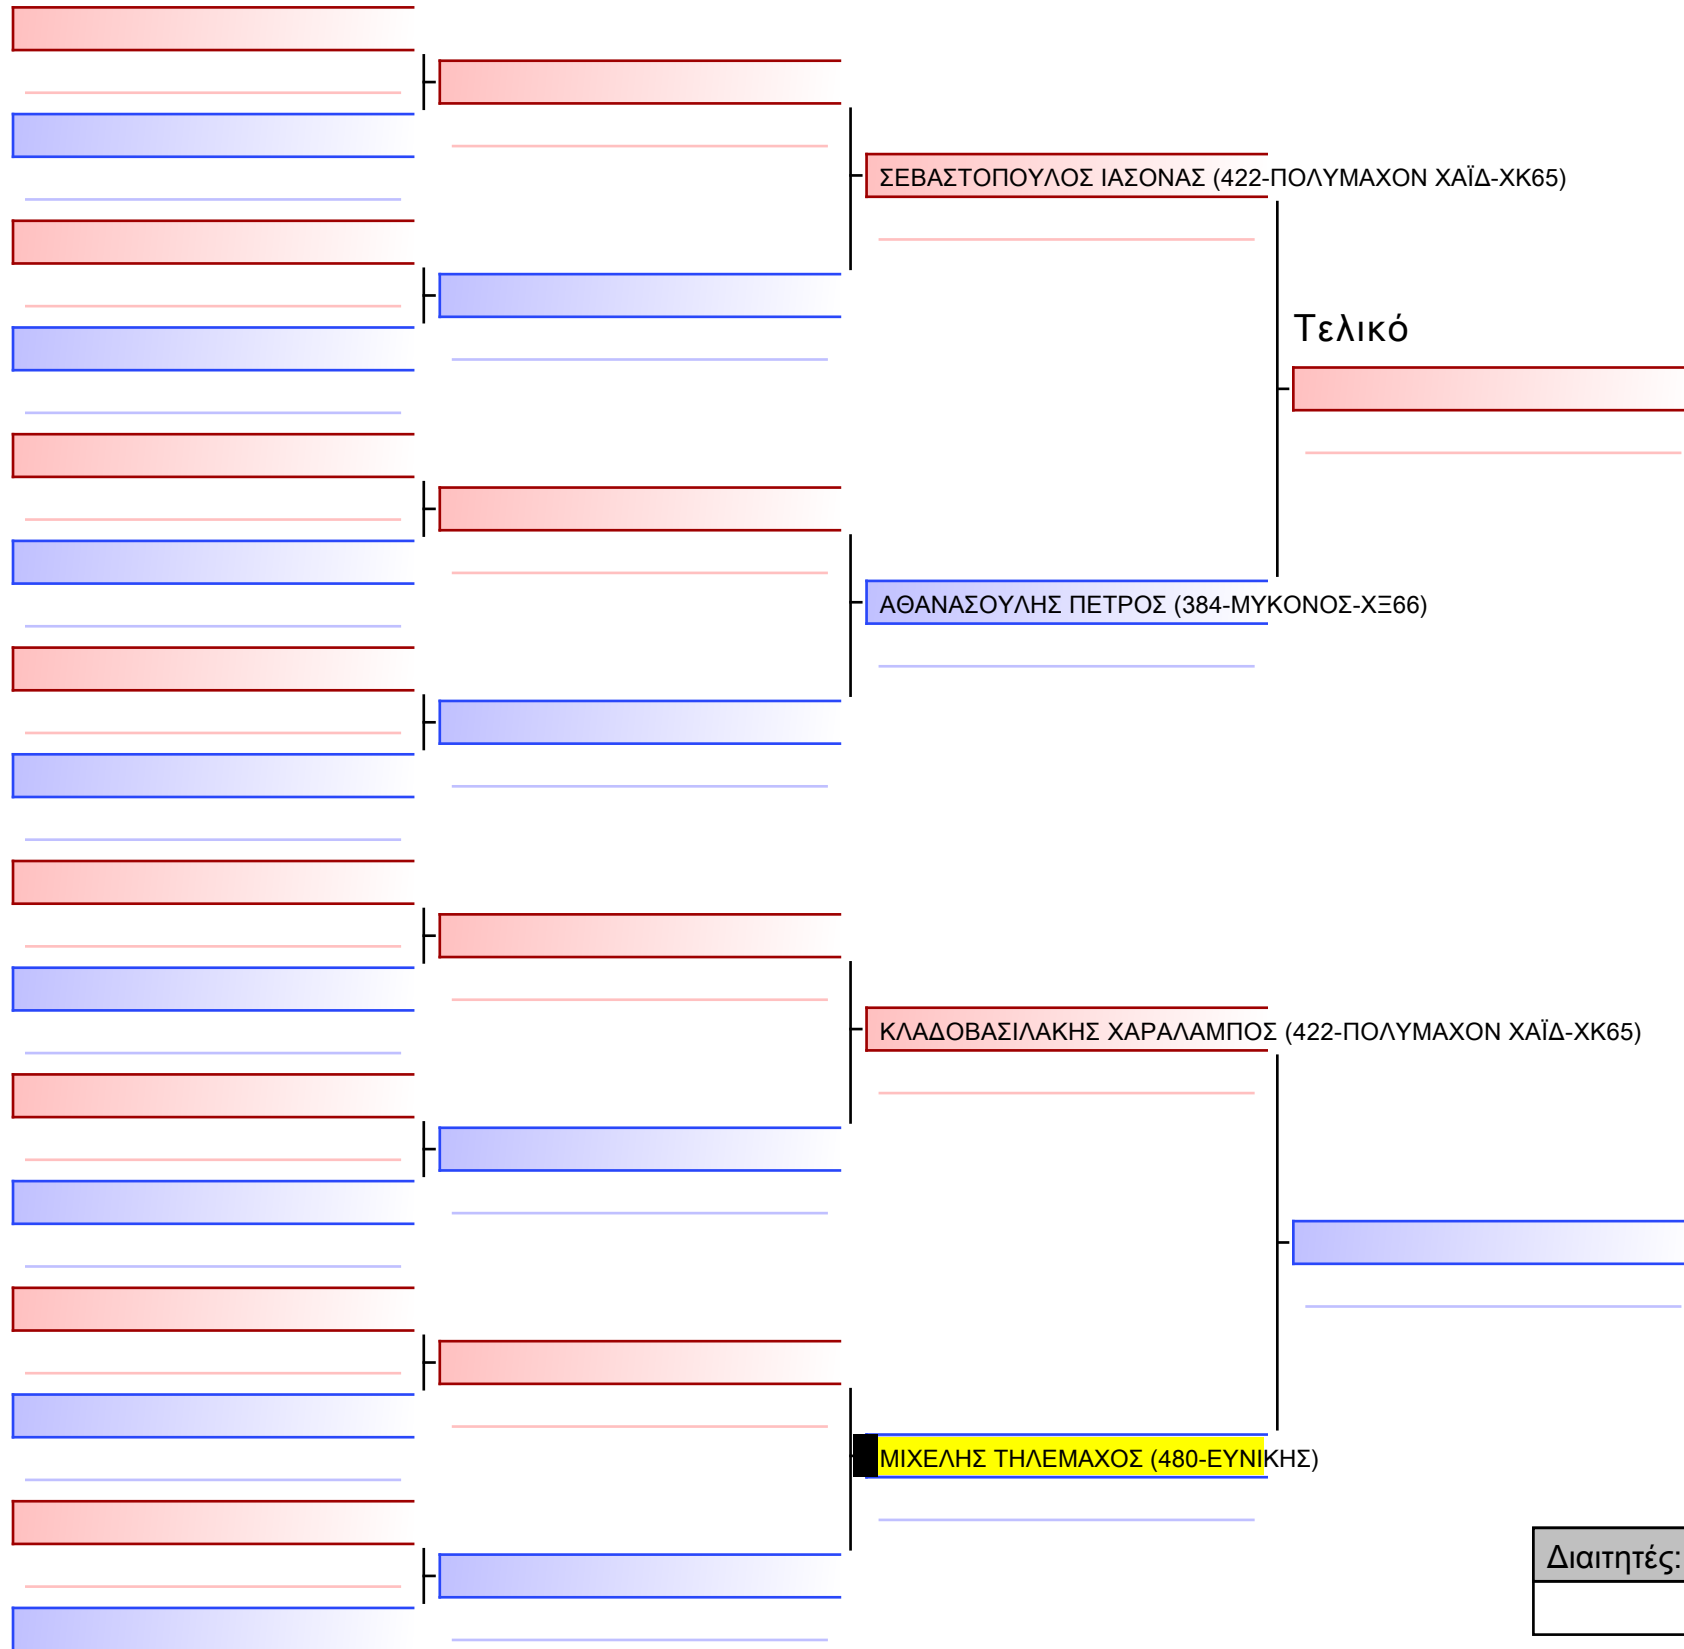 ΣΕΒΑΣΤΟΠΟΥΛΟΣ ΙΑΣΟΝΑΣ (422-ΠΟΛΥΜΑΧΟΝ ΧΑΪΔ-ΧΚ65)
Τελικό
ΑΘΑΝΑΣΟΥΛΗΣ ΠΕΤΡΟΣ (384-ΜΥΚΟΝΟΣ-ΧΞ66)
ΚΛΑΔΟΒΑΣΙΛΑΚΗΣ ΧΑΡΑΛΑΜΠΟΣ (422-ΠΟΛΥΜΑΧΟΝ ΧΑΪΔ-ΧΚ65)
ΜΙΧΕΛΗΣ ΤΗΛΕΜΑΧΟΣ (480-ΕΥΝΙΚΗΣ)
Διαιτητές: